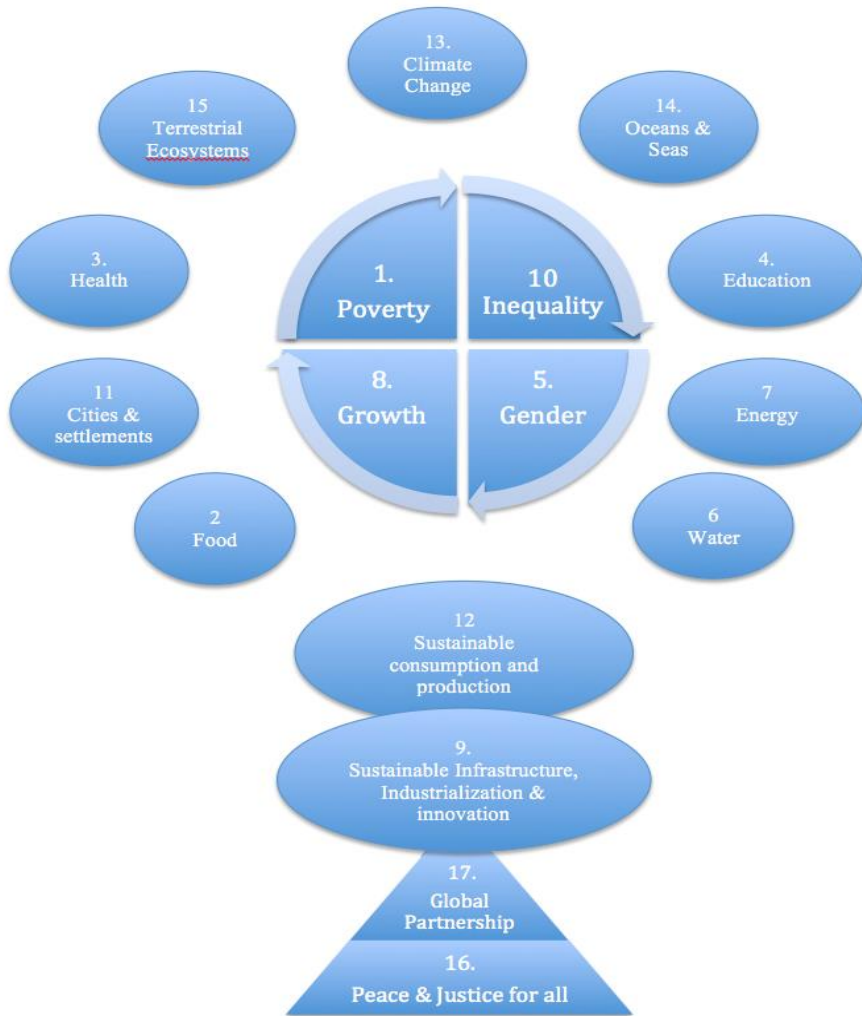 13.
Climate
Change
15
Terrestrial
Ecosystems
14.
Oceans &
Seas
3.
Health
1.
Poverty
10
Inequality
4.
Education
11
Cities &
settlements
8.
Growth
5.
Gender
7
Energy
2
Food
6
Water
12
Sustainable
consumption and
production
9.
Sustainable Infrastructure,
Industrialization &
innovation
17.
Global
Partnership
16.
Peace & Justice for all